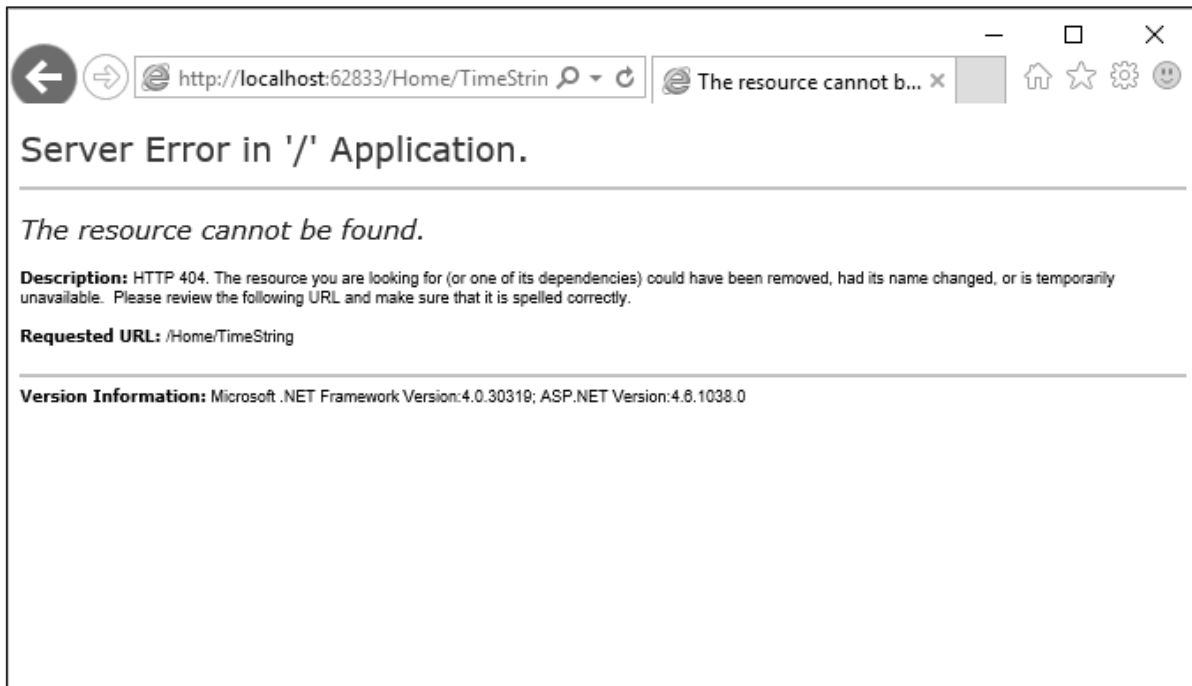 http://localhost:62833/Home/TimeStrin
The resource cannot b...
Server Error in '/' Application.
The resource cannot be found.
Description: HTTP 404. The resource you are looking for (or one of its dependencies) could have been removed, had its name changed, or is temporarily
unavailable.  Please review the following URL and make sure that it is spelled correctly.
Requested URL: /Home/TimeString
Version Information: Microsoft .NET Framework Version:4.0.30319; ASP.NET Version:4.6.1038.0